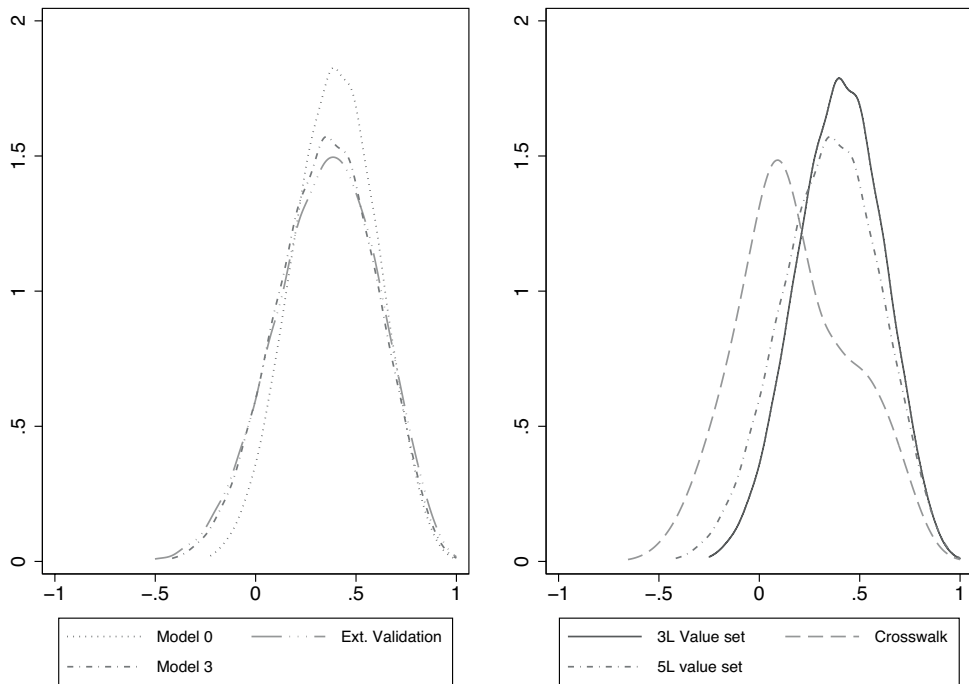 2
1.5
1
.5
0
-1 -.5 0 .5 1
Model 0 Ext. Validation
Model 3
2
1.5
1
.5
0
-1 -.5 0 .5 1
3L Value set Crosswalk
5L value set